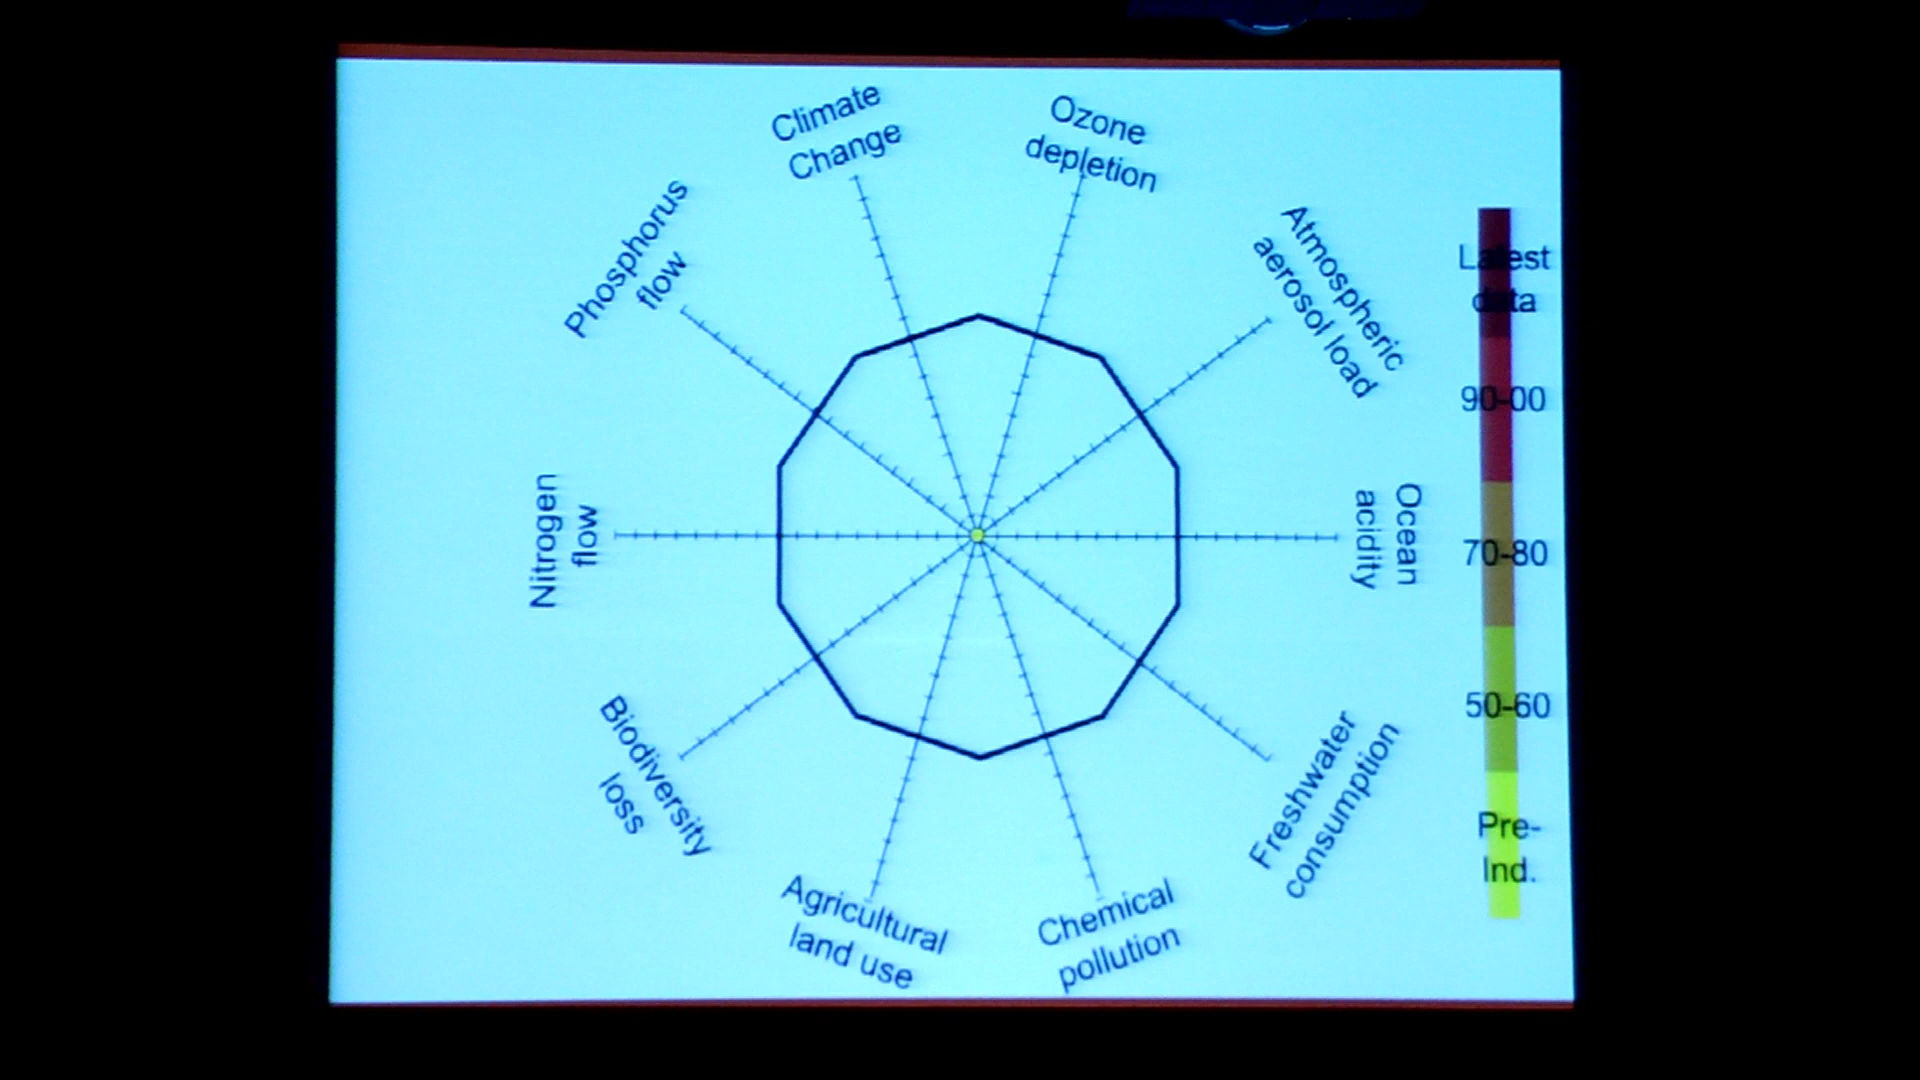 Climate
Change
Ozone
depletion
Atmospheric
aerosol load
Ocean
acidity
Freshwater
consumption
Chemical
pollution
Agricultural
land use
Biodiversity
loss
Nitrogen
flow
Phosphorus
flow
Latest
data
90-00
70-80
50-60
Pre-
Ind.